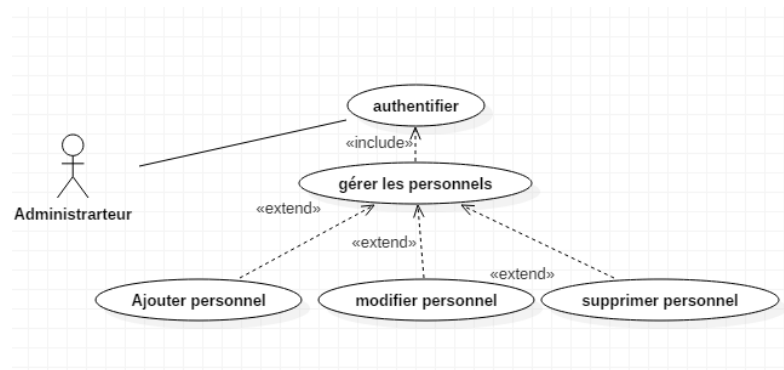 authentifier
«include»
gérer les personnels
Administrarteur
«extend»
«extend»
«extend»
Ajouter personnel
modifier personnel
supprimer personnel